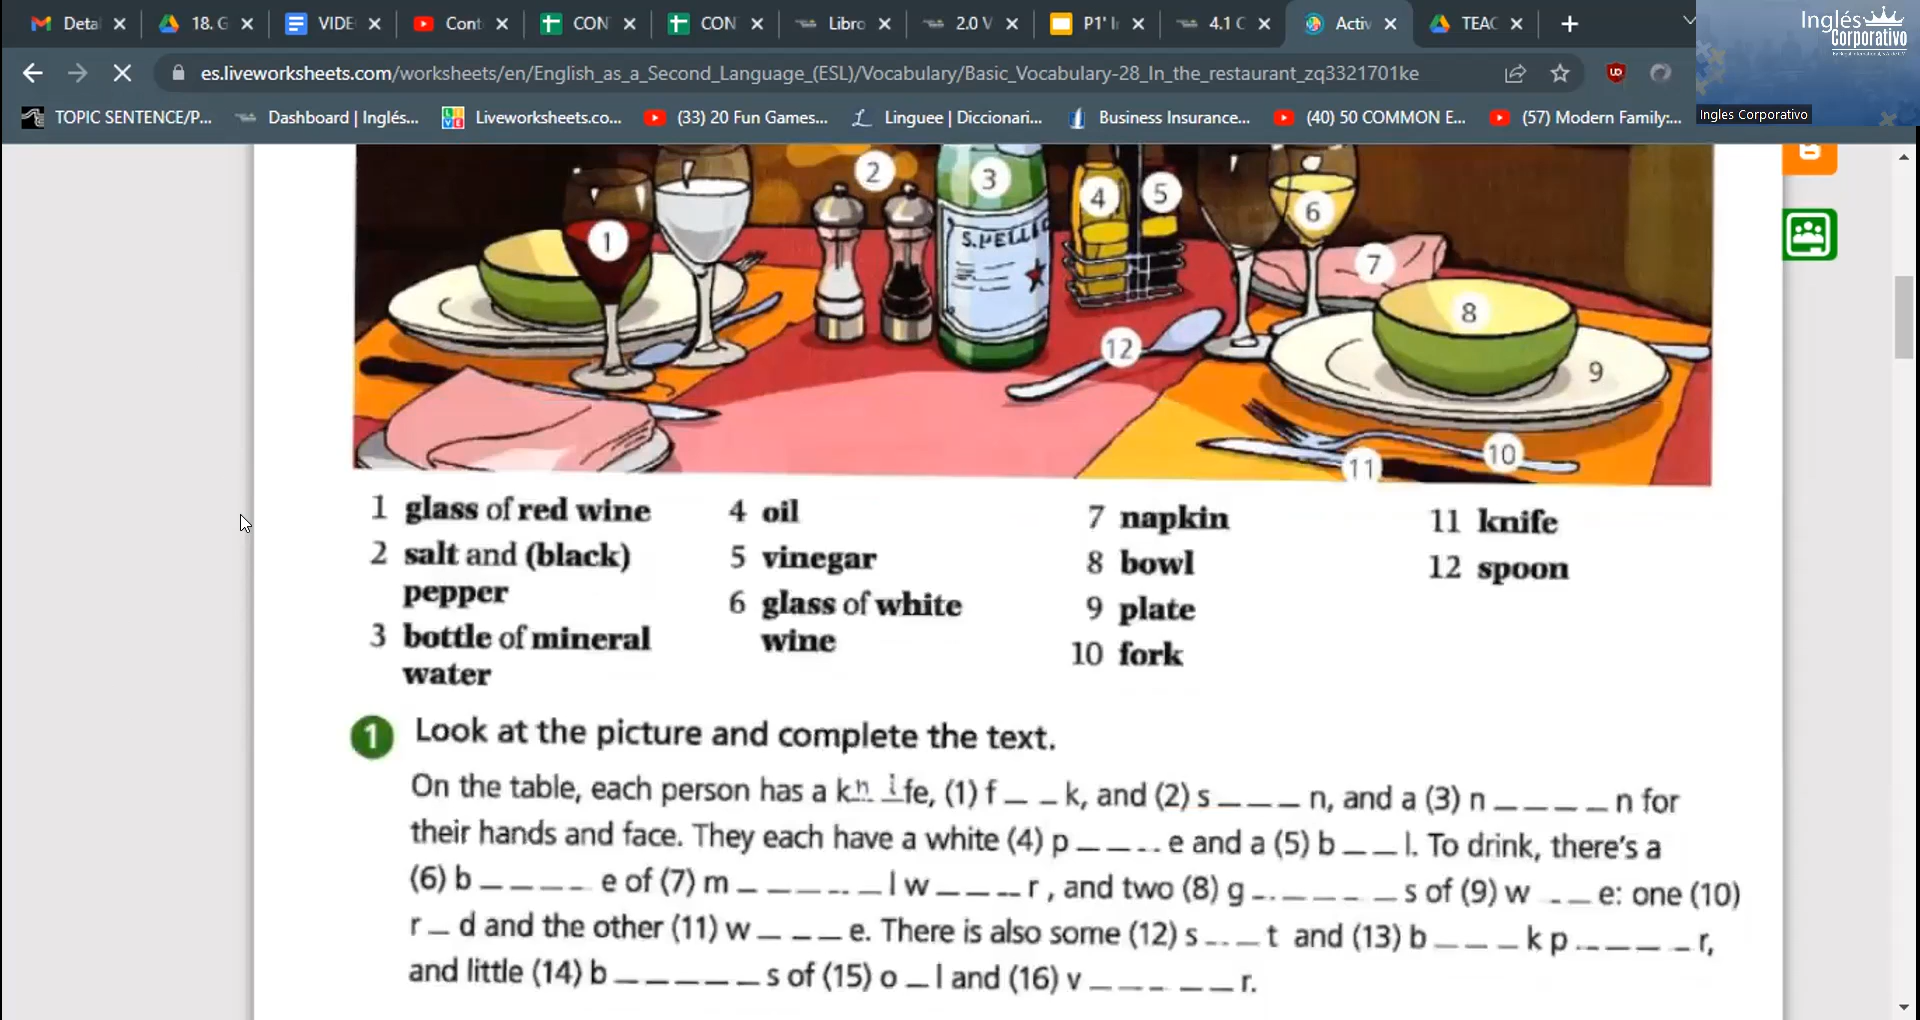 Detal
18. G
VIDE
Cont
CON
CON
Libro
2.0 V
P1' I
4.1 C
Activ
TEAC
Inglés
Corporativo
es.liveworksheets.com/worksheets/en/English_as_a_Second_Language_(ESL)/Vocabulary/Basic_Vocabulary-28_In_the_restaurant_zq3321701ke
Ingles Corporativo
TOPIC SENTENCE/P...
Dashboard | Inglés...
Liveworksheets.co...
(33) 20 Fun Games...
Linguee | Diccionari...
Business Insurance...
(40) 50 COMMON E...
(57) Modern Family:...
1
2
3
4
5
6
7
8
9
10
11
12
S.PELLEC
1 glass of red wine
2 salt and (black)
pepper
3 bottle of mineral
water
4 oil
5 vinegar
6 glass of white
wine
7 napkin
8 bowl
9 plate
10 fork
11 knife
12 spoon
1 Look at the picture and complete the text.
On the table, each person has a knife, (1) f _ _ k, and (2) s _ _ _ n, and a (3) n _ _ _ _ n for
their hands and face. They each have a white (4) p _ _ _ e and a (5) b _ _ l. To drink, there's a
(6) b _ _ _ _ e of (7) m _ _ _ _ _ l w _ _ _ r, and two (8) g _ _ _ _ _ s of (9) w _ _ e: one (10)
r _ d and the other (11) w _ _ _ e. There is also some (12) s _ _ t and (13) b _ _ _ k p _ _ _ _ r,
and little (14) b _ _ _ _ _ s of (15) o _ l and (16) v _ _ _ _ _ r.